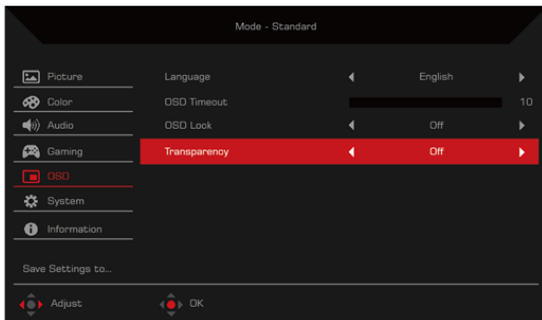 Mode - Standard
Picture
Language English
Color
OSD Timeout 10
Audio
OSD Lock Off
Gaming
Transparency Off
OSD
System
Information
Save Settings to...
Adjust OK